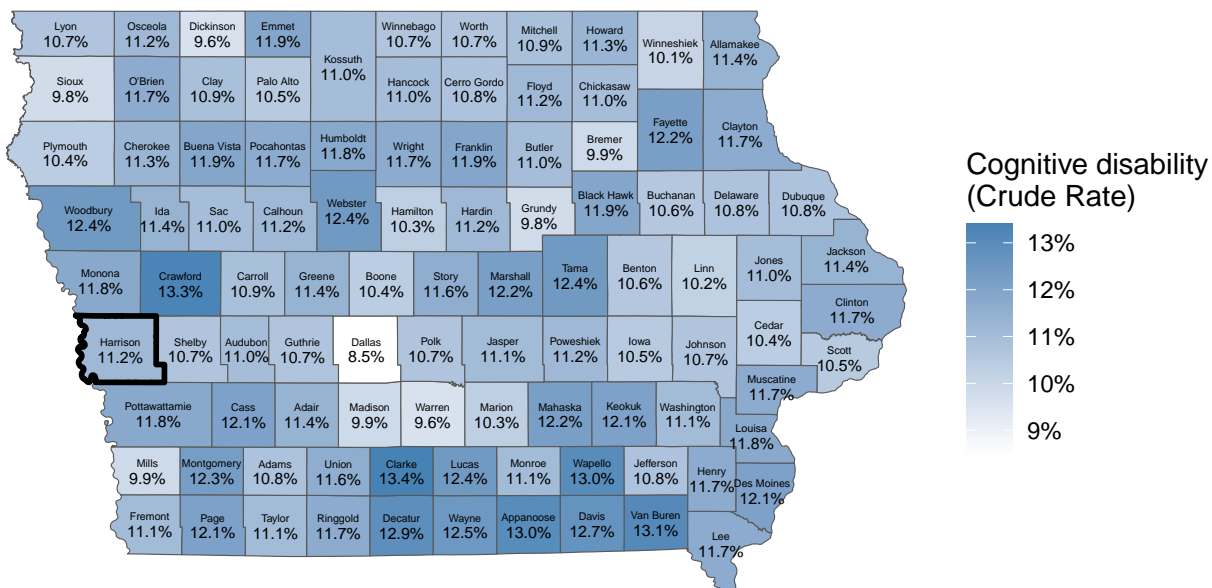 Lyon
10.7%
Osceola
11.2%
Dickinson
9.6%
Emmet
11.9%
Kossuth
11.0%
Winnebago
10.7%
Worth
10.7%
Mitchell
10.9%
Howard
11.3%
Winneshiek
10.1%
Allamakee
11.4%
Sioux
9.8%
O'Brien
11.7%
Clay
10.9%
Palo Alto
10.5%
Hancock
11.0%
Cerro Gordo
10.8%
Floyd
11.2%
Chickasaw
11.0%
Fayette
12.2%
Clayton
11.7%
Plymouth
10.4%
Cherokee
11.3%
Buena Vista
11.9%
Pocahontas
11.7%
Humboldt
11.8%
Wright
11.7%
Franklin
11.9%
Butler
11.0%
Bremer
9.9%
Woodbury
12.4%
Ida
11.4%
Sac
11.0%
Calhoun
11.2%
Webster
12.4%
Hamilton
10.3%
Hardin
11.2%
Grundy
9.8%
Black Hawk
11.9%
Buchanan
10.6%
Delaware
10.8%
Dubuque
10.8%
Monona
11.8%
Crawford
13.3%
Carroll
10.9%
Greene
11.4%
Boone
10.4%
Story
11.6%
Marshall
12.2%
Tama
12.4%
Benton
10.6%
Linn
10.2%
Jones
11.0%
Jackson
11.4%
Clinton
11.7%
Harrison
11.2%
Shelby
10.7%
Audubon
11.0%
Guthrie
10.7%
Dallas
8.5%
Polk
10.7%
Jasper
11.1%
Poweshiek
11.2%
Iowa
10.5%
Johnson
10.7%
Cedar
10.4%
Scott
10.5%
Muscatine
11.7%
Pottawattamie
11.8%
Cass
12.1%
Adair
11.4%
Madison
9.9%
Warren
9.6%
Marion
10.3%
Mahaska
12.2%
Keokuk
12.1%
Washington
11.1%
Louisa
11.8%
Mills
9.9%
Montgomery
12.3%
Adams
10.8%
Union
11.6%
Clarke
13.4%
Lucas
12.4%
Monroe
11.1%
Wapello
13.0%
Jefferson
10.8%
Henry
11.7%
Des Moines
12.1%
Fremont
11.1%
Page
12.1%
Taylor
11.1%
Ringgold
11.7%
Decatur
12.9%
Wayne
12.5%
Appanoose
13.0%
Davis
12.7%
Van Buren
13.1%
Lee
11.7%
Cognitive disability
(Crude Rate)
13%
12%
11%
10%
9%